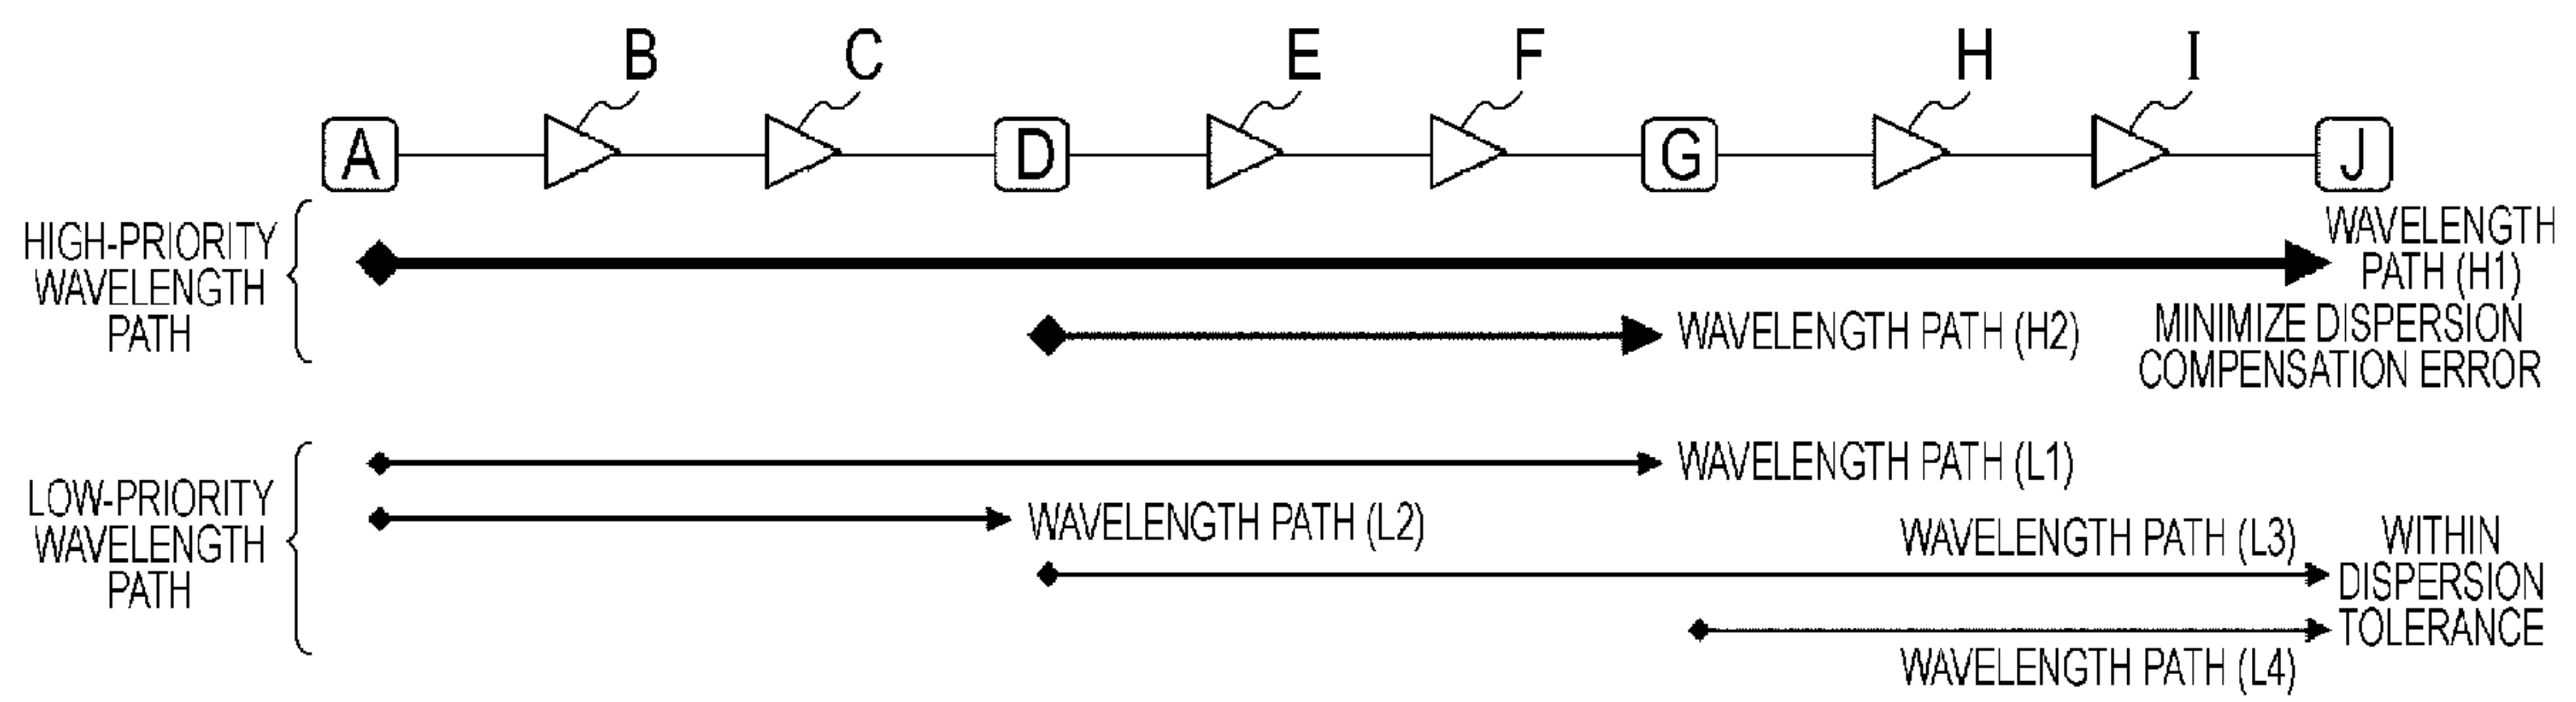 B C E F H I
A D G J
HIGH-PRIORITY
WAVELENGTH
PATH
WAVELENGTH
PATH (H1)
WAVELENGTH PATH (H2)
MINIMIZE DISPERSION
COMPENSATION ERROR
LOW-PRIORITY
WAVELENGTH
PATH
WAVELENGTH PATH (L1)
WAVELENGTH PATH (L2)
WAVELENGTH PATH (L3)
WITHIN
DISPERSION
TOLERANCE
WAVELENGTH PATH (L4)